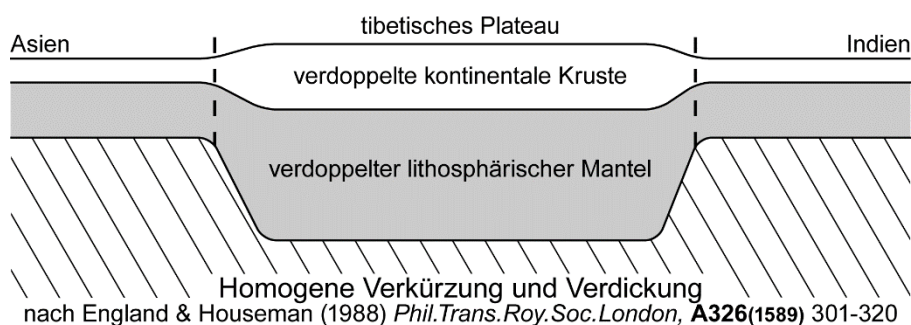 tibetisches Plateau
Asien
Indien
verdoppelte kontinentale Kruste
verdoppelter lithosphärischer Mantel
Homogene Verkürzung und Verdickung
nach England & Houseman (1988) Phil.Trans.Roy.Soc.London, A326(1589) 301-320